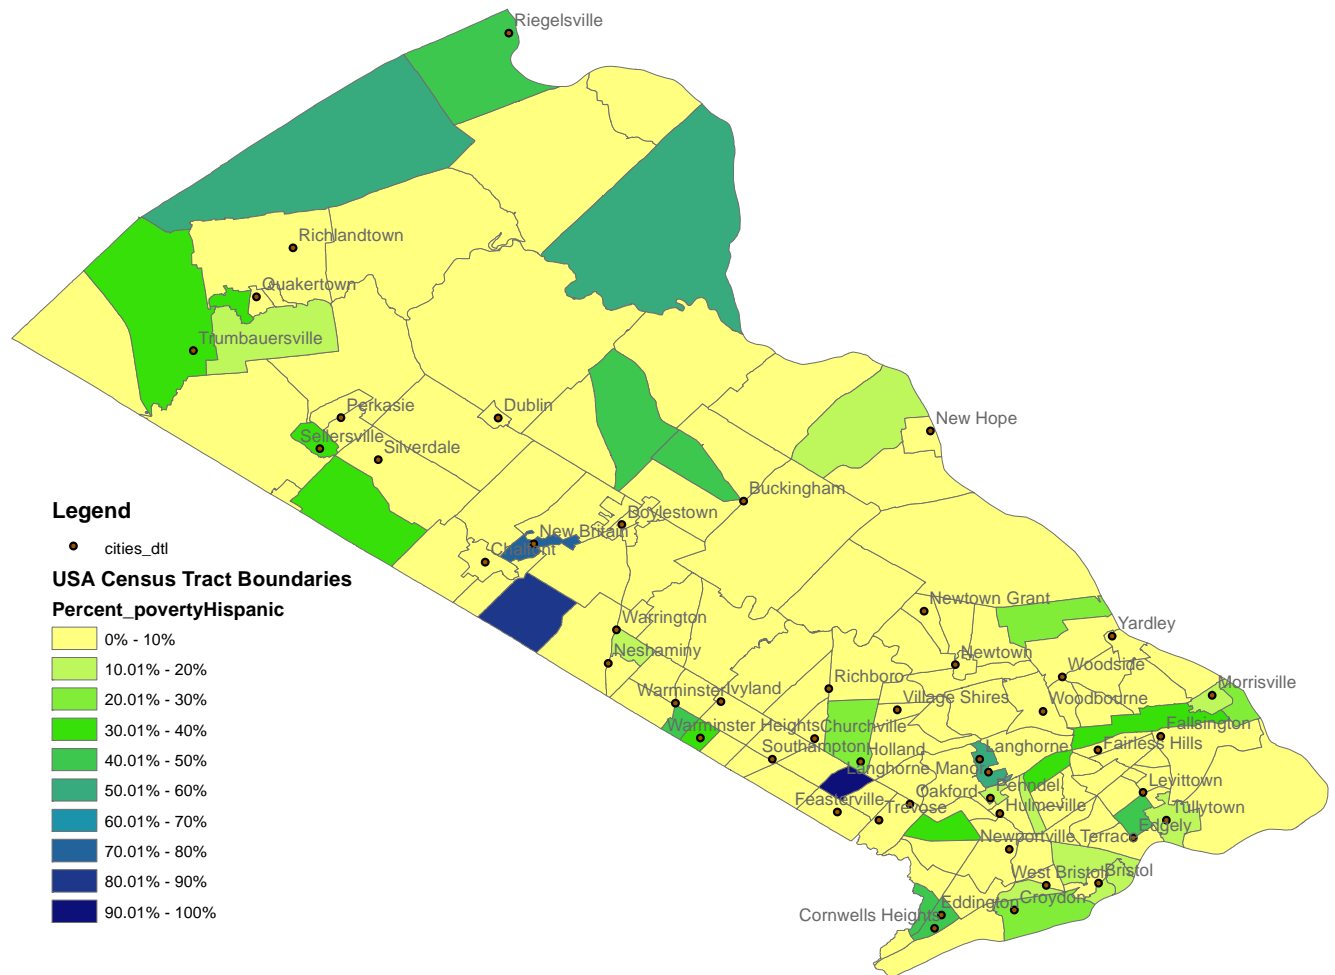 Riegelsville
Richlandtown
Quakertown
Trumbauersville
Perkasie
Dublin
New Hope
Sellersville
Silverdale
Buckingham
Doylestown
New Britain
Chalfont
Legend
cities_dtl
USA Census Tract Boundaries
Percent_povertyHispanic
0% - 10%
10.01% - 20%
20.01% - 30%
30.01% - 40%
40.01% - 50%
50.01% - 60%
60.01% - 70%
70.01% - 80%
80.01% - 90%
90.01% - 100%
Newtown Grant
Warrington
Yardley
Neshaminy
Newtown
Woodside
Richboro
Morrisville
Warminster
Ivyland
Village Shires
Woodbourne
Warminster Heights
Churchville
Fallsington
Southampton
Holland
Langhorne
Fairless Hills
Langhorne Mano
Penndel
Levittown
Feasterville
Trevose
Oakford
Hulmeville
Tullytown
Newportville Terrace
Edgely
West Bristol
Bristol
Cornwells Heights
Eddington
Croydon